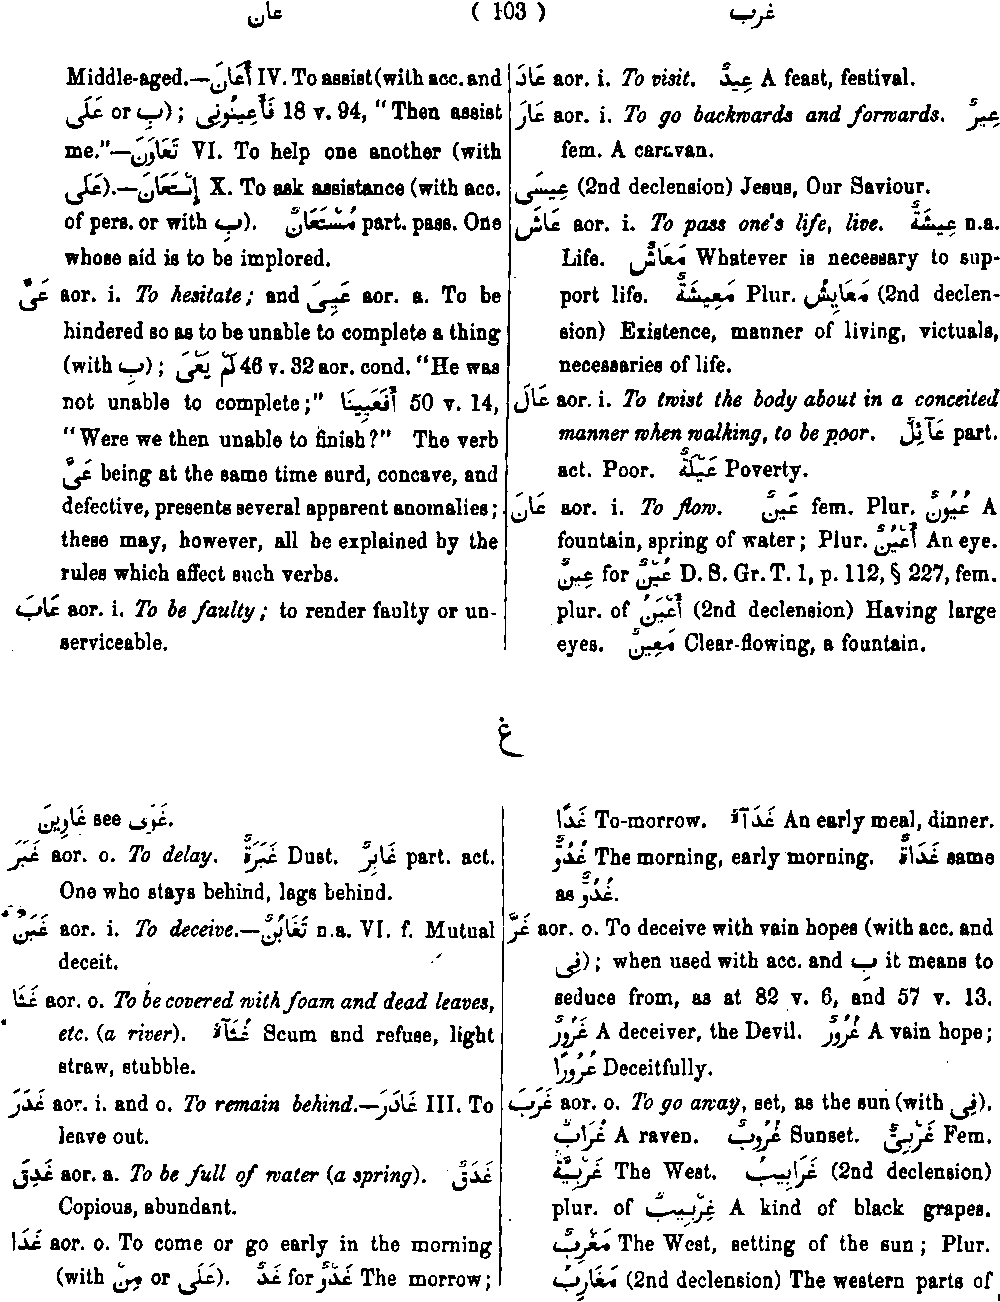 عان ( 103 ) غرب
Middle-aged.—أَعَانَ IV. To assist (with acc. and
عَلَى or بِ); فَأَعِينُونِي 18 v. 94, "Then assist
me."—تَعَاوَنَ VI. To help one another (with
عَلَى).—إِسْتَعَانَ X. To ask assistance (with acc.
of pers. or with بِ). مُسْتَعَانٌ part. pass. One
whose aid is to be implored.
عَىَّ aor. i. To hesitate; and عَيِىَ aor. a. To be
hindered so as to be unable to complete a thing
(with بِ); لَمْ يَعْىَ 46 v. 32 aor. cond. "He was
not unable to complete;" أَفَعَيِينَا 50 v. 14,
"Were we then unable to finish?" The verb
عَىَّ being at the same time surd, concave, and
defective, presents several apparent anomalies;
these may, however, all be explained by the
rules which affect such verbs.
عَابَ aor. i. To be faulty; to render faulty or un-
serviceable.
عَادَ aor. i. To visit. عِيدٌ A feast, festival.
عَارَ aor. i. To go backwards and forwards. عِيرٌ
fem. A caravan.
عِيسَى (2nd declension) Jesus, Our Saviour.
عَاشَ aor. i. To pass one's life, live. عِيشَةٌ n.a.
Life. مَعَاشٌ Whatever is necessary to sup-
port life. مَعِيشَةٌ Plur. مَعَايِشُ (2nd declen-
sion) Existence, manner of living, victuals,
necessaries of life.
عَالَ aor. i. To twist the body about in a conceited
manner when walking, to be poor. عَآئِلٌ part.
act. Poor. عَيْلَةٌ Poverty.
عَانَ aor. i. To flow. عَيْنٌ fem. Plur. عُيُونٌ A
fountain, spring of water; Plur. أَعْيُنٌ An eye.
عِينٌ for عُيْنٌ D. S. Gr. T. 1, p. 112, § 227, fem.
plur. of أَعْيَنُ (2nd declension) Having large
eyes. مَعِينٌ Clear-flowing, a fountain.
غ
غَاوِينَ see غَوَى.
غَبَرَ aor. o. To delay. غَبَرَةٌ Dust. غَابِرٌ part. act.
One who stays behind, lags behind.
غَبَنَ aor. i. To deceive.—تَغَابُنٌ n.a. VI. f. Mutual
deceit.
غَثَا aor. o. To be covered with foam and dead leaves,
etc. (a river). غُثَآءٌ Scum and refuse, light
straw, stubble.
غَدَرَ aor. i. and o. To remain behind.—غَادَرَ III. To
leave out.
غَدِقَ aor. a. To be full of water (a spring). غَدَقٌ
Copious, abundant.
غَدَا aor. o. To come or go early in the morning
(with مِنْ or عَلَى). غَدٌ for غَدْوٌ The morrow;
غَدًا To-morrow. غَدَآءٌ An early meal, dinner.
غُدُوٌّ The morning, early morning. غَدَاةٌ same
as غُدُوٌّ.
غَرَّ aor. o. To deceive with vain hopes (with acc. and
فِى); when used with acc. and بِ it means to
seduce from, as at 82 v. 6, and 57 v. 13.
غَرُورٌ A deceiver, the Devil. غُرُورٌ A vain hope;
غُرُورًا Deceitfully.
غَرَبَ aor. o. To go away, set, as the sun (with فِى).
غُرَابٌ A raven. غُرُوبٌ Sunset. غَرْبِىٌّ Fem.
غَرْبِيَّةٌ The West. غَرَابِيبُ (2nd declension)
plur. of غِرْبِيبٌ A kind of black grapes.
مَغْرِبٌ The West, setting of the sun; Plur.
مَغَارِبُ (2nd declension) The western parts of